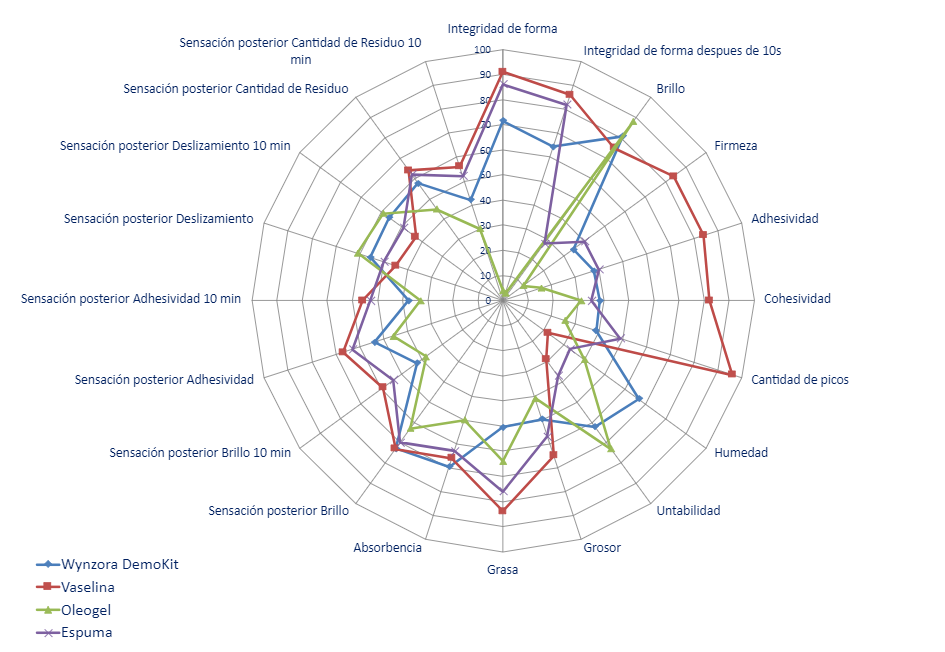 Integridad de forma
Sensación posterior Cantidad de Residuo 10
min
Integridad de forma despues de 10s
Sensación posterior Cantidad de Residuo
Brillo
Sensación posterior Deslizamiento 10 min
Firmeza
Sensación posterior Deslizamiento
Adhesividad
Sensación posterior Adhesividad 10 min
Cohesividad
Sensación posterior Adhesividad
Cantidad de picos
Sensación posterior Brillo 10 min
Humedad
Sensación posterior Brillo
Untabilidad
Absorbencia
Grosor
Grasa
100
90
80
70
60
50
40
30
20
10
0
Wynzora DemoKit
Vaselina
Oleogel
Espuma